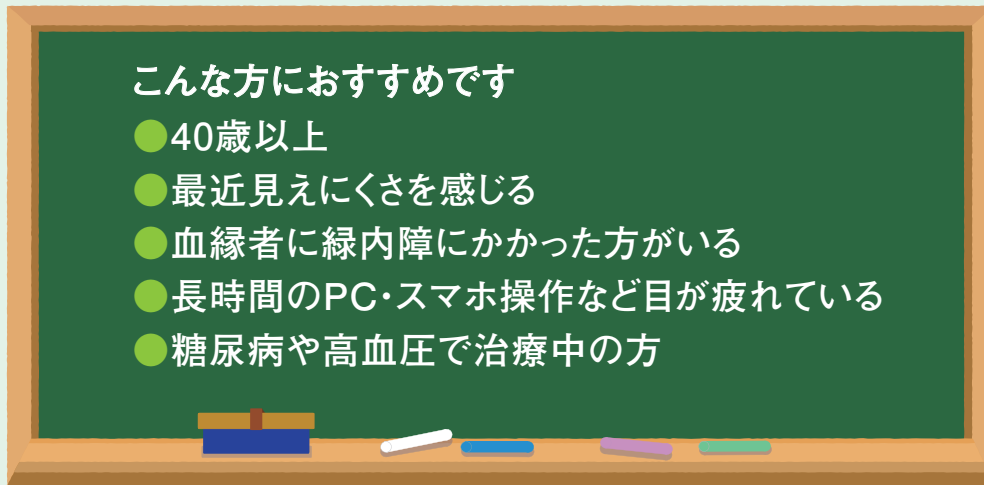 こんな方におすすめです
●40歳以上
●最近見えにくさを感じる
●血縁者に緑内障にかかった方がいる
●長時間のPC・スマホ操作など目が疲れている
●糖尿病や高血圧で治療中の方